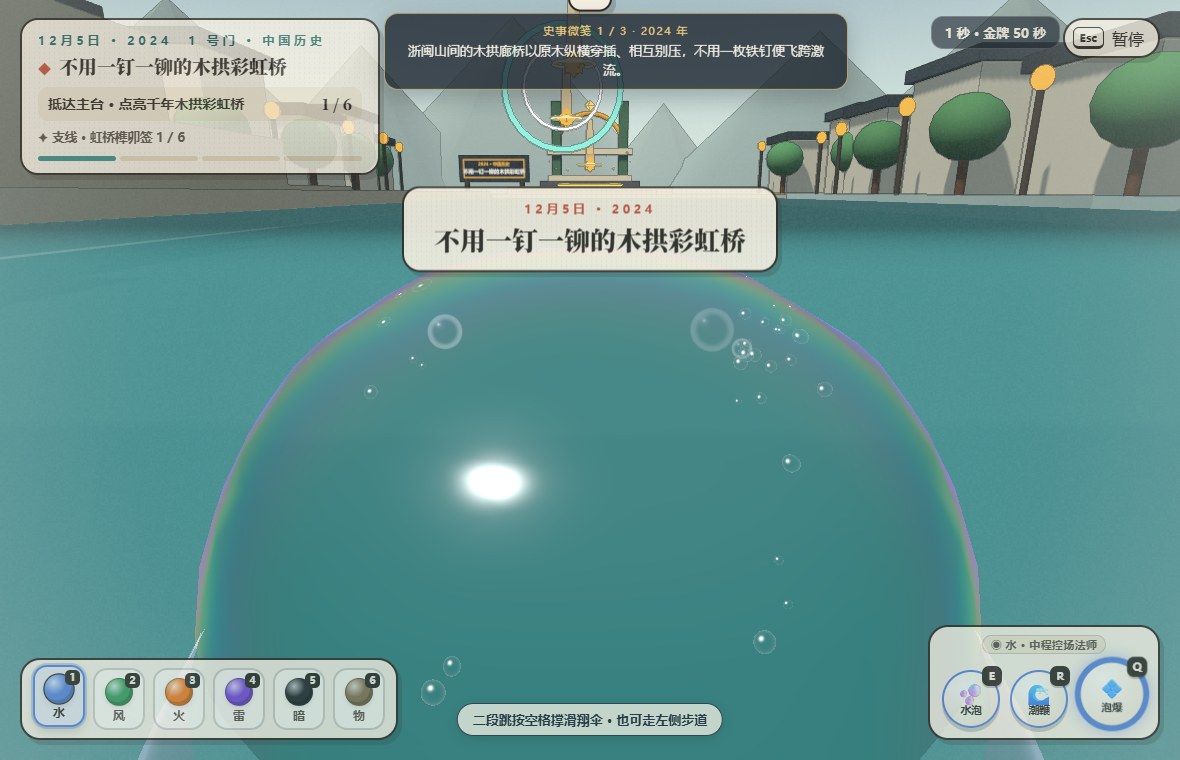 12月5日 • 2024 1 号门 • 中国历史
◆ 不用一钉一铆的木拱彩虹桥
抵达主台 • 点亮千年木拱彩虹桥 1 / 6
✦ 支线 • 虹桥榫卯签 1 / 6
史事微笺 1 / 3 · 2024 年
浙闽山间的木拱廊桥以原木纵横穿插、相互别压，不用一枚铁钉便飞跨激
流。
1 秒 • 金牌 50 秒
Esc 暂停
12月5日 • 2024
不用一钉一铆的木拱彩虹桥
1 水
2 风
3 火
4 雷
5 暗
6 物
二段跳按空格撑滑翔伞 • 也可走左侧步道
◉ 水 • 中程控场法师
E 水泡
R 潮鞭
Q 泡爆